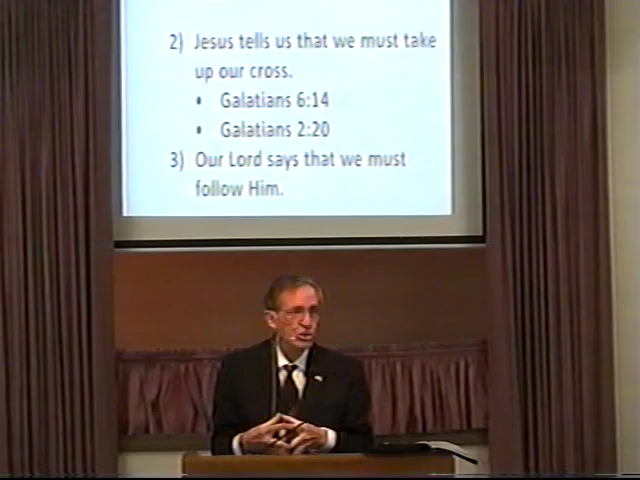 2) Jesus tells us that we must take
up our cross.
• Galatians 6:14
• Galatians 2:20
3) Our Lord says that we must
follow Him.